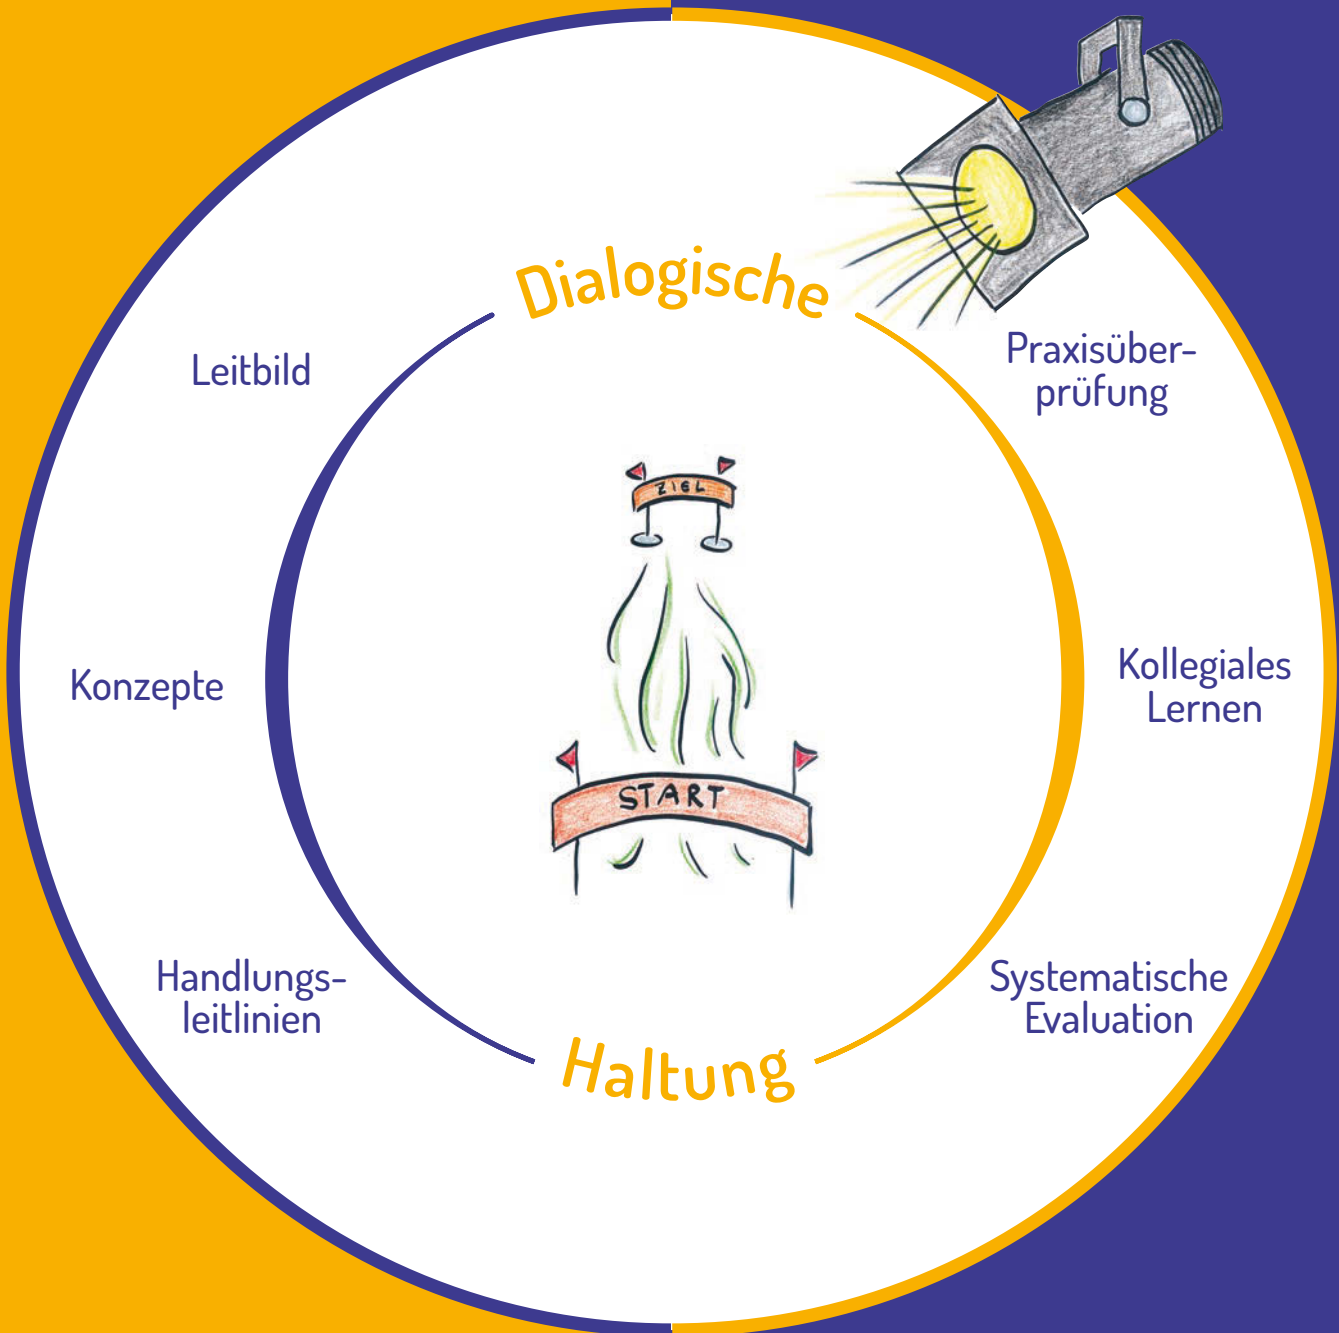 Dialogische
Leitbild
Praxisüber-
prüfung
ZIEL
Konzepte
Kollegiales
Lernen
START
Handlungs-
leitlinien
Systematische
Evaluation
Haltung